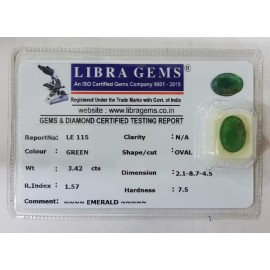 LIBRA GEMS
An ISO Certified Gems Company 9001 - 2015
Registered Under the Trade Marks with Govt. of India
website : www.libragems.co.in
GEMS & DIAMOND CERTIFIED TESTING REPORT
ReportNo: LE 115 Clarity N/A
Colour GREEN Shape/cut OVAL
Wt 3.42 cts Dimension 2.1-8.7-4.5
R.Index 1.57 Hardness 7.5
Comment ~~~~ EMERALD ~~~~